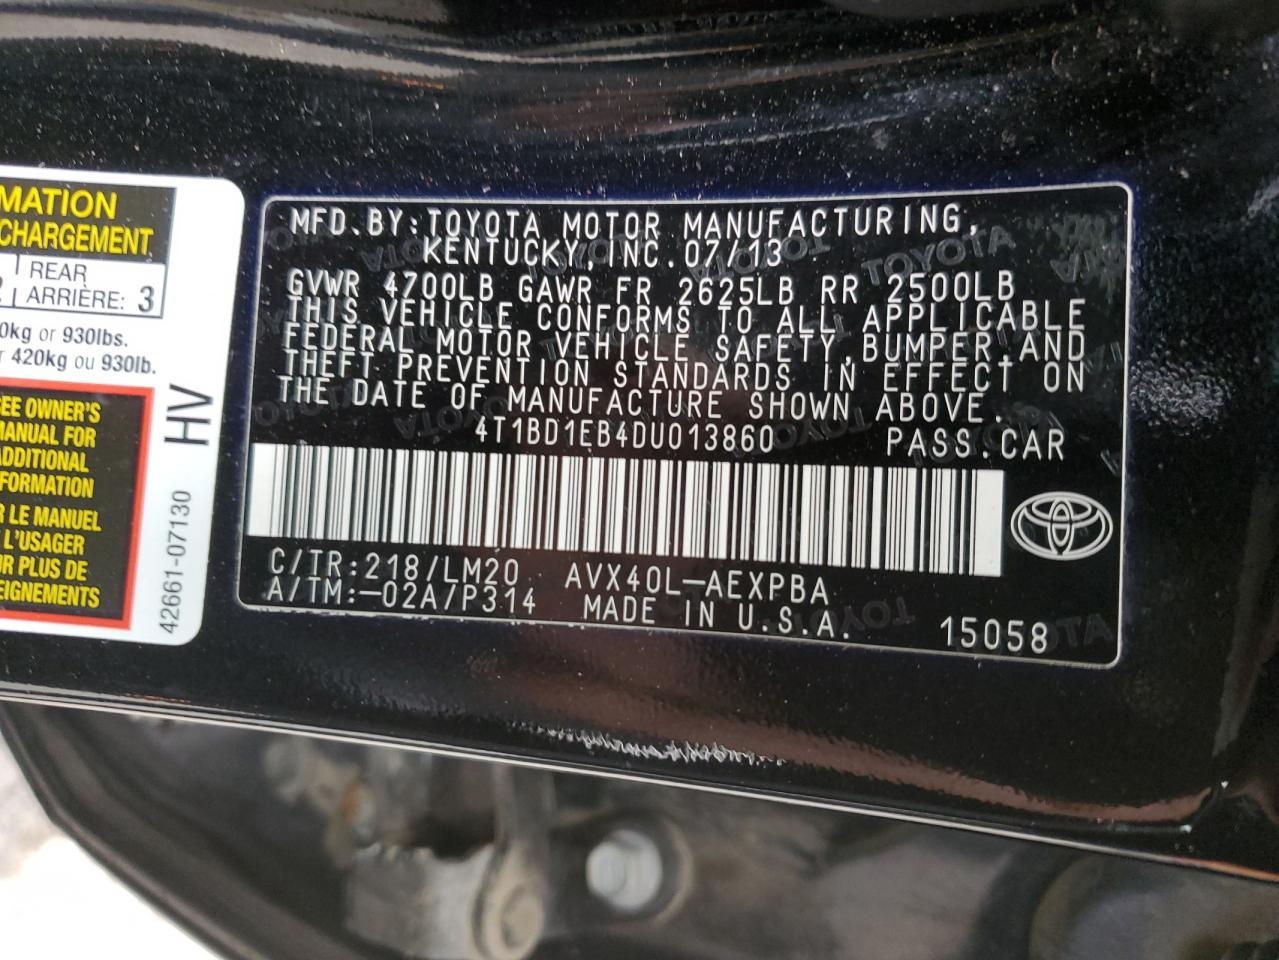 MATION
CHARGEMENT
REAR
ARRIÈRE: 3
0kg or 930lbs.
420kg ou 930lb.
SEE OWNER'S
MANUAL FOR
ADDITIONAL
FORMATION
R LE MANUEL
L'USAGER
UR PLUS DE
EIGNEMENTS
HV
42661-07130
MFD.BY:TOYOTA MOTOR MANUFACTURING,
KENTUCKY,INC.07/13
GVWR 4700LB GAWR FR 2625LB RR 2500LB
THIS VEHICLE CONFORMS TO ALL APPLICABLE
FEDERAL MOTOR VEHICLE SAFETY,BUMPER,AND
THEFT PREVENTION STANDARDS IN EFFECT ON
THE DATE OF MANUFACTURE SHOWN ABOVE.
4T1BD1EB4DU013860 PASS.CAR
C/TR:218/LM20 AVX40L-AEXPBA
A/TM:-02A/P314 MADE IN U.S.A. 15058